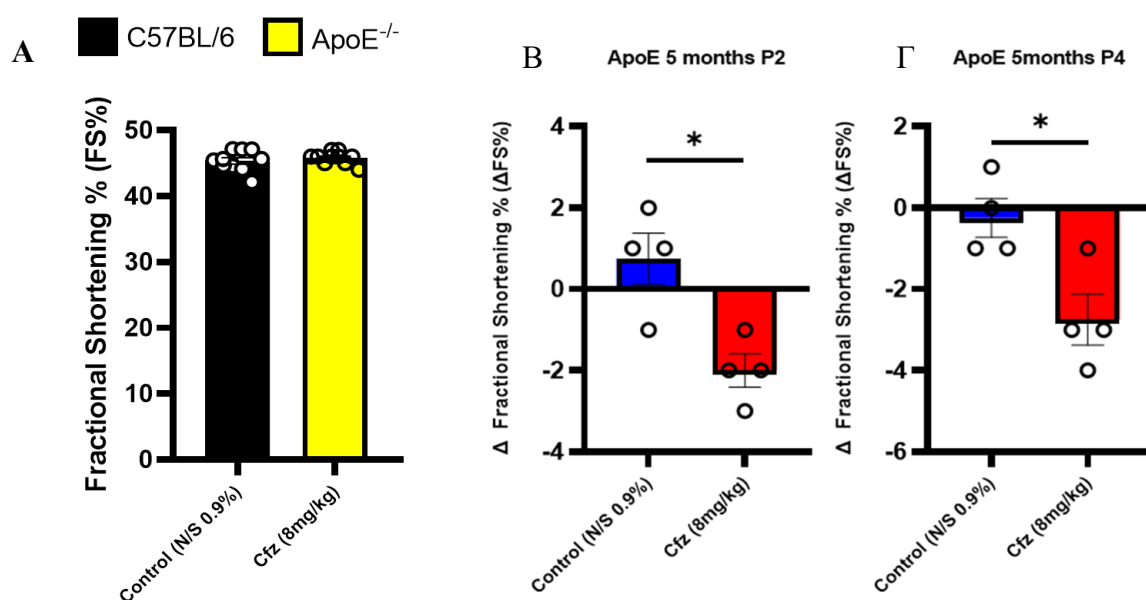 C57BL/6 ApoE-/-
A
Fractional Shortening % (FS%)
50
40
30
20
10
0
Control (N/S 0.9%)
Cfz (8mg/kg)
B
ApoE 5 months P2
Δ Fractional Shortening % (ΔFS%)
4
2
0
-2
-4
*
Control (N/S 0.9%)
Cfz (8mg/kg)
Γ
ApoE 5months P4
Δ Fractional Shortening % (ΔFS%)
2
0
-2
-4
-6
*
Control (N/S 0.9%)
Cfz (8mg/kg)